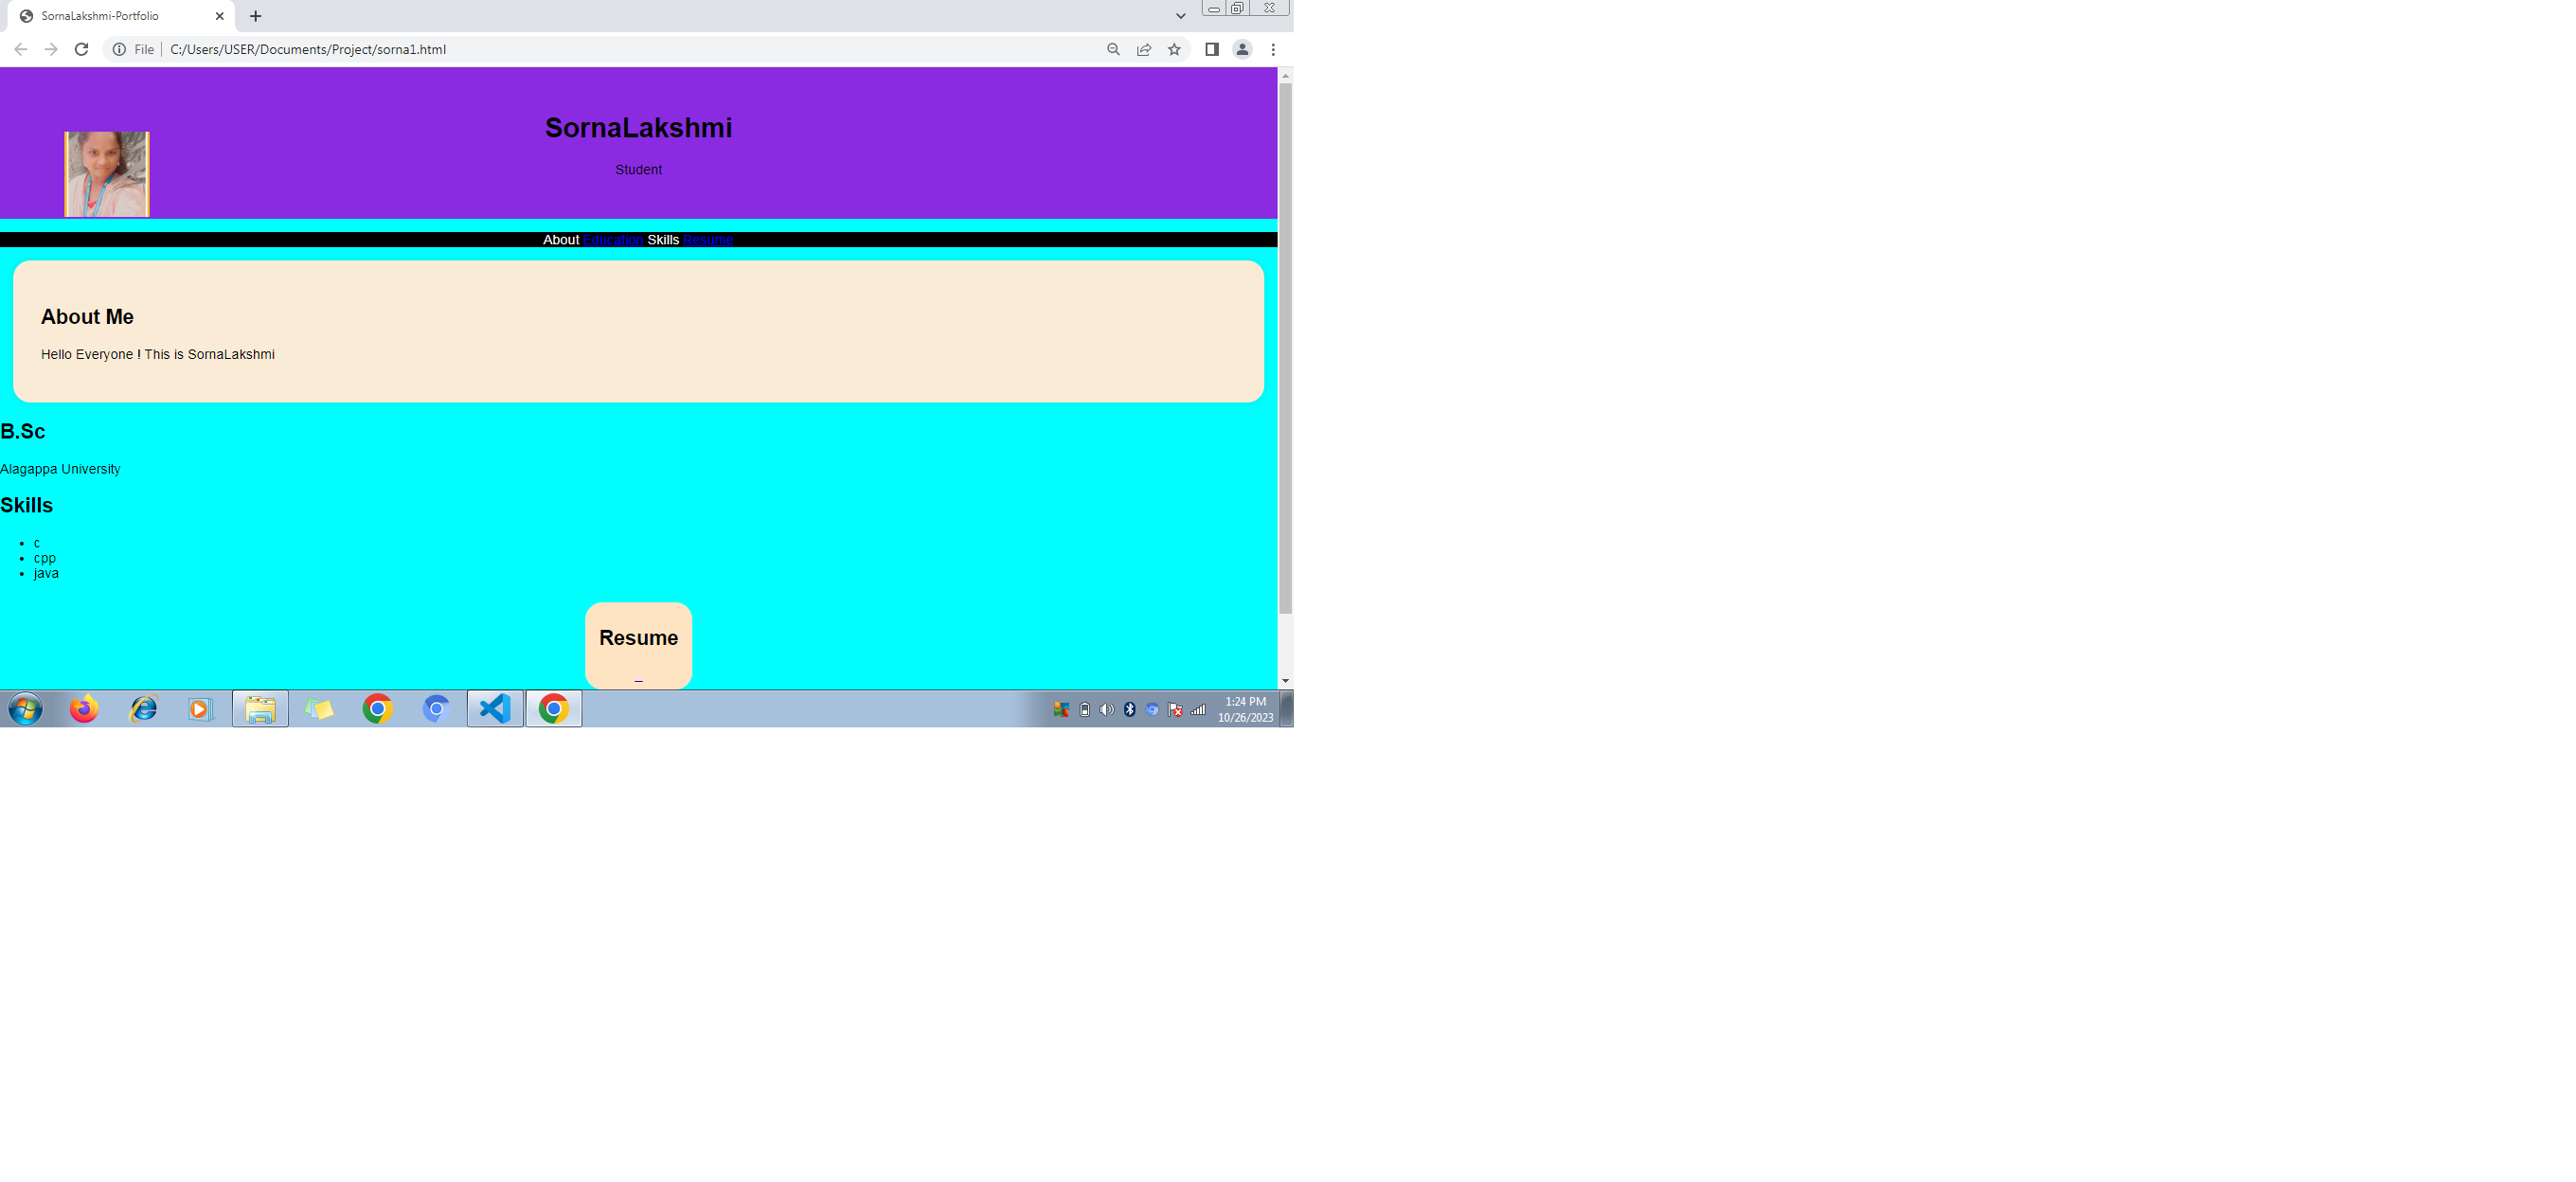 SornaLakshmi-Portfolio
File C:/Users/USER/Documents/Project/sorna1.html
SornaLakshmi
Student
About Education Skills Resume
About Me
Hello Everyone ! This is SornaLakshmi
B.Sc
Alagappa University
Skills
c
cpp
java
Resume
1:24 PM
10/26/2023